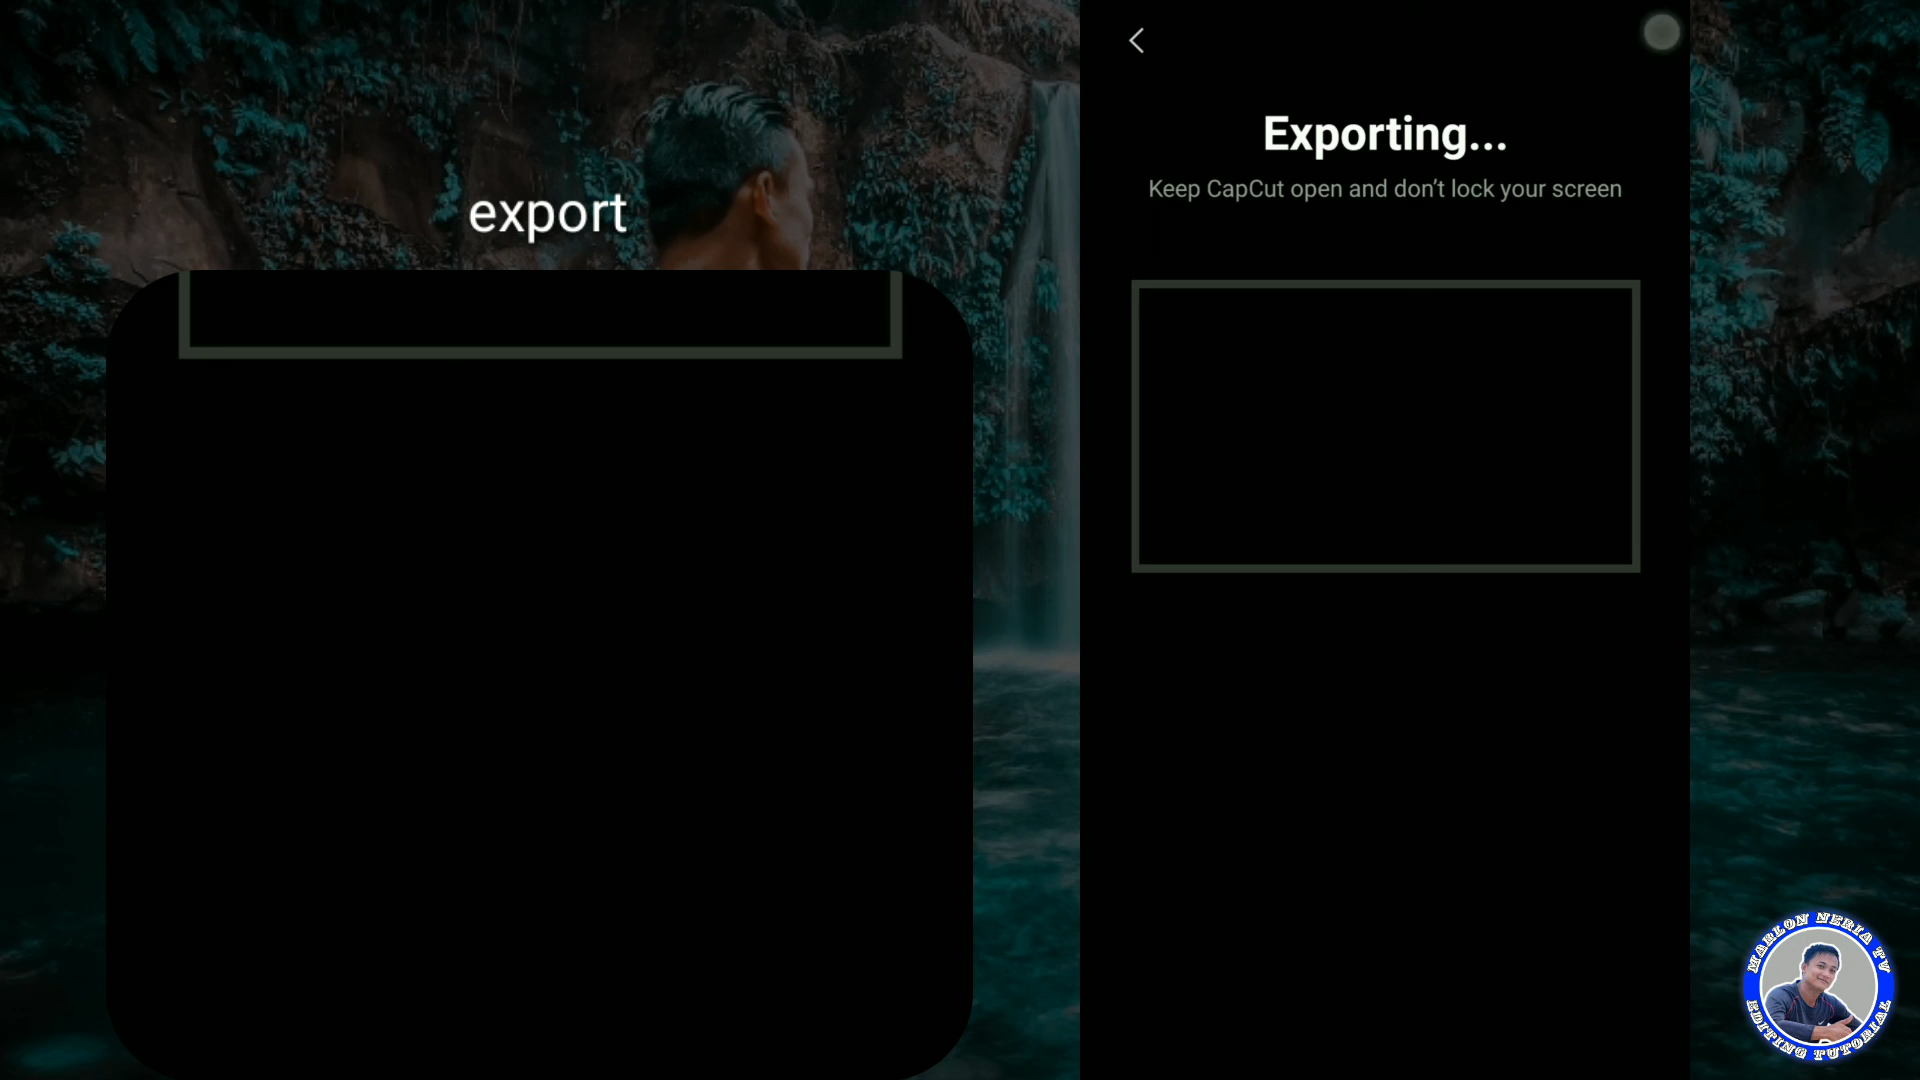 export
Exporting...
Keep CapCut open and don't lock your screen
MARLON NERIA TV
EDITING TUTORIAL